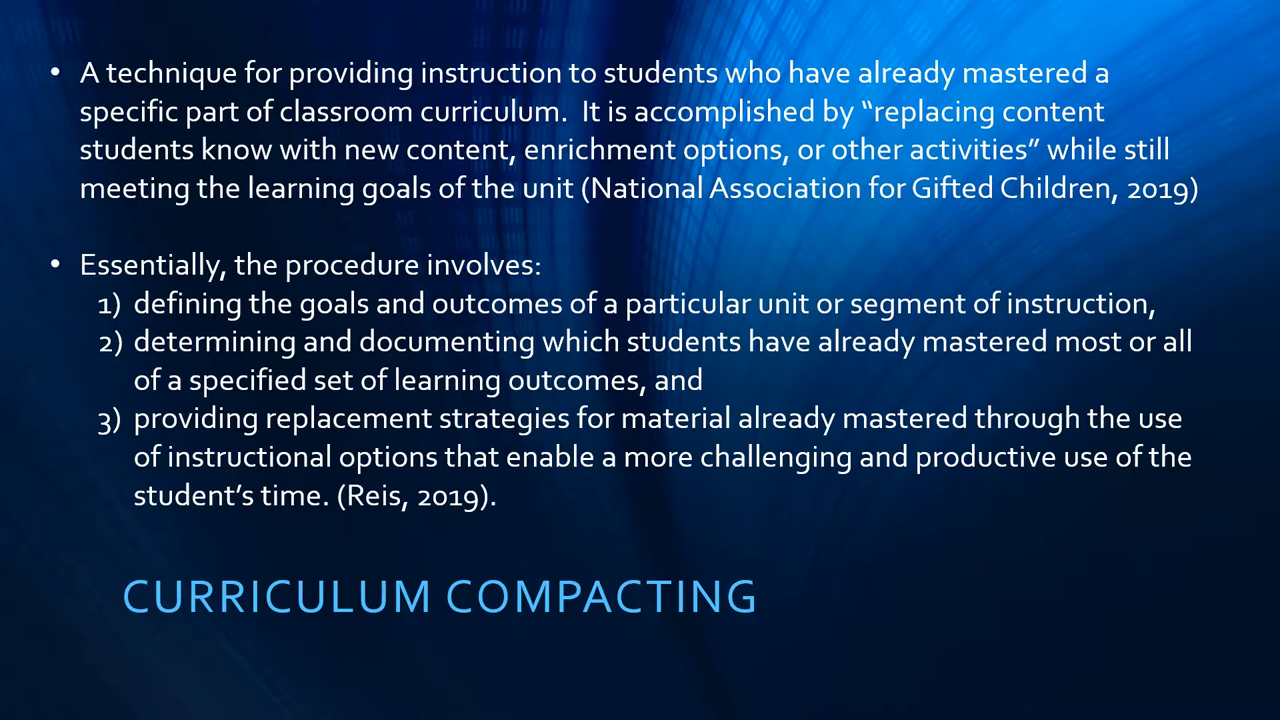 • A technique for providing instruction to students who have already mastered a
specific part of classroom curriculum.  It is accomplished by “replacing content
students know with new content, enrichment options, or other activities” while still
meeting the learning goals of the unit (National Association for Gifted Children, 2019)
• Essentially, the procedure involves:
1) defining the goals and outcomes of a particular unit or segment of instruction,
2) determining and documenting which students have already mastered most or all
of a specified set of learning outcomes, and
3) providing replacement strategies for material already mastered through the use
of instructional options that enable a more challenging and productive use of the
student’s time. (Reis, 2019).
CURRICULUM COMPACTING